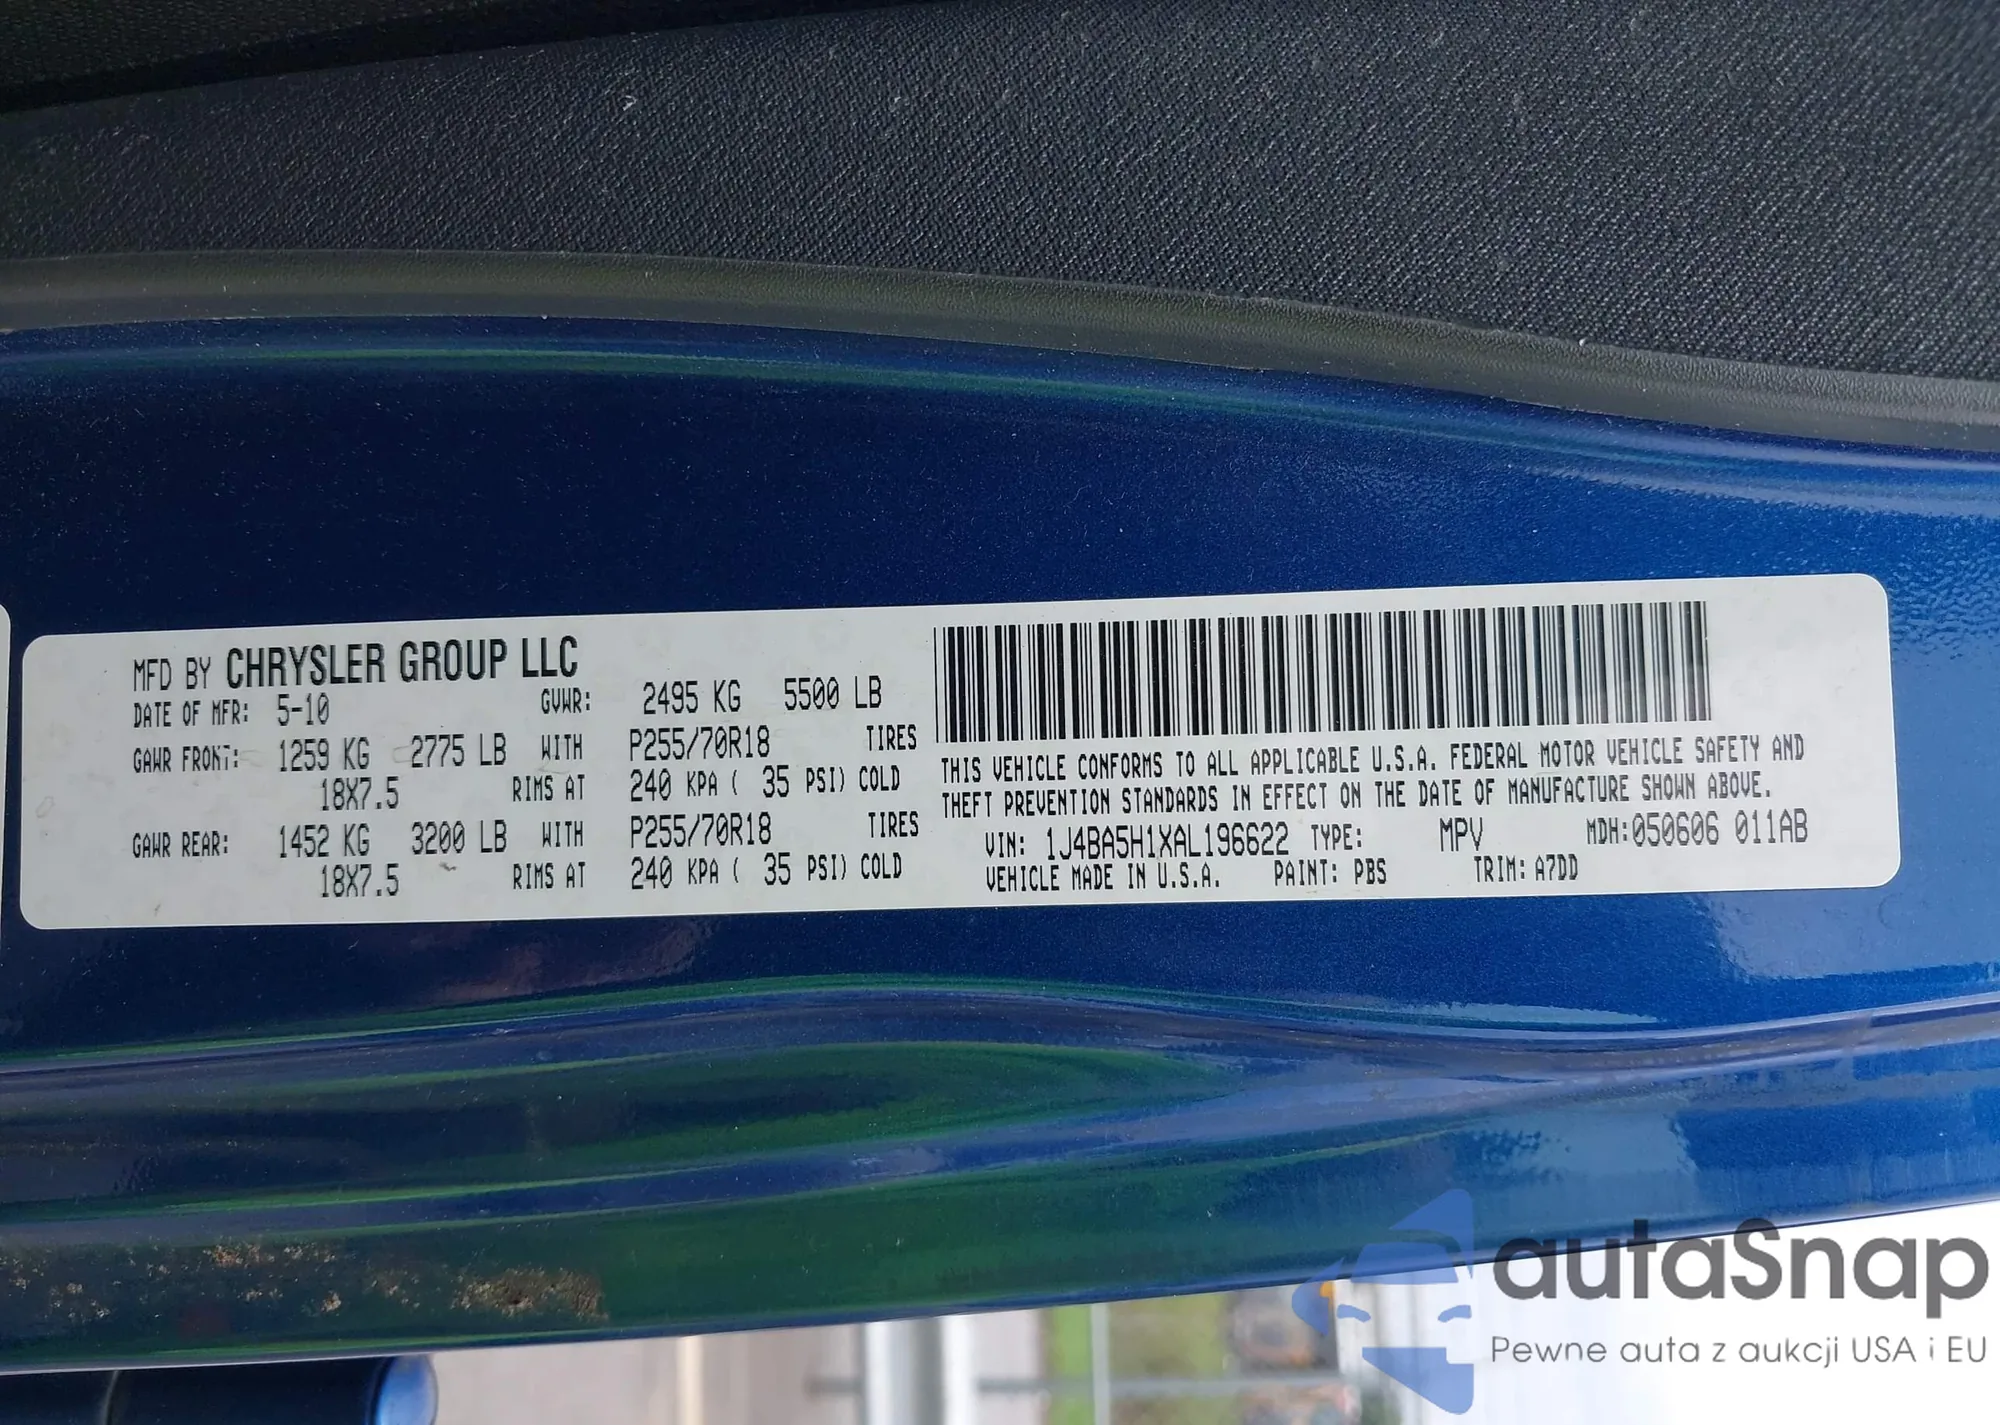 MFD BY CHRYSLER GROUP LLC
DATE OF MFR: 5-10 GVWR: 2495 KG 5500 LB
GAWR FRONT: 1259 KG 2775 LB WITH P255/70R18 TIRES
18X7.5 RIMS AT 240 KPA ( 35 PSI) COLD
GAWR REAR: 1452 KG 3200 LB WITH P255/70R18 TIRES
18X7.5 RIMS AT 240 KPA ( 35 PSI) COLD
THIS VEHICLE CONFORMS TO ALL APPLICABLE U.S.A. FEDERAL MOTOR VEHICLE SAFETY AND
THEFT PREVENTION STANDARDS IN EFFECT ON THE DATE OF MANUFACTURE SHOWN ABOVE.
VIN: 1J4BA5H1XAL196622 TYPE: MPV MDH:050606 011AB
VEHICLE MADE IN U.S.A. PAINT: PBS TRIM: A7DD
autaSnap
Pewne auta z aukcji USA i EU